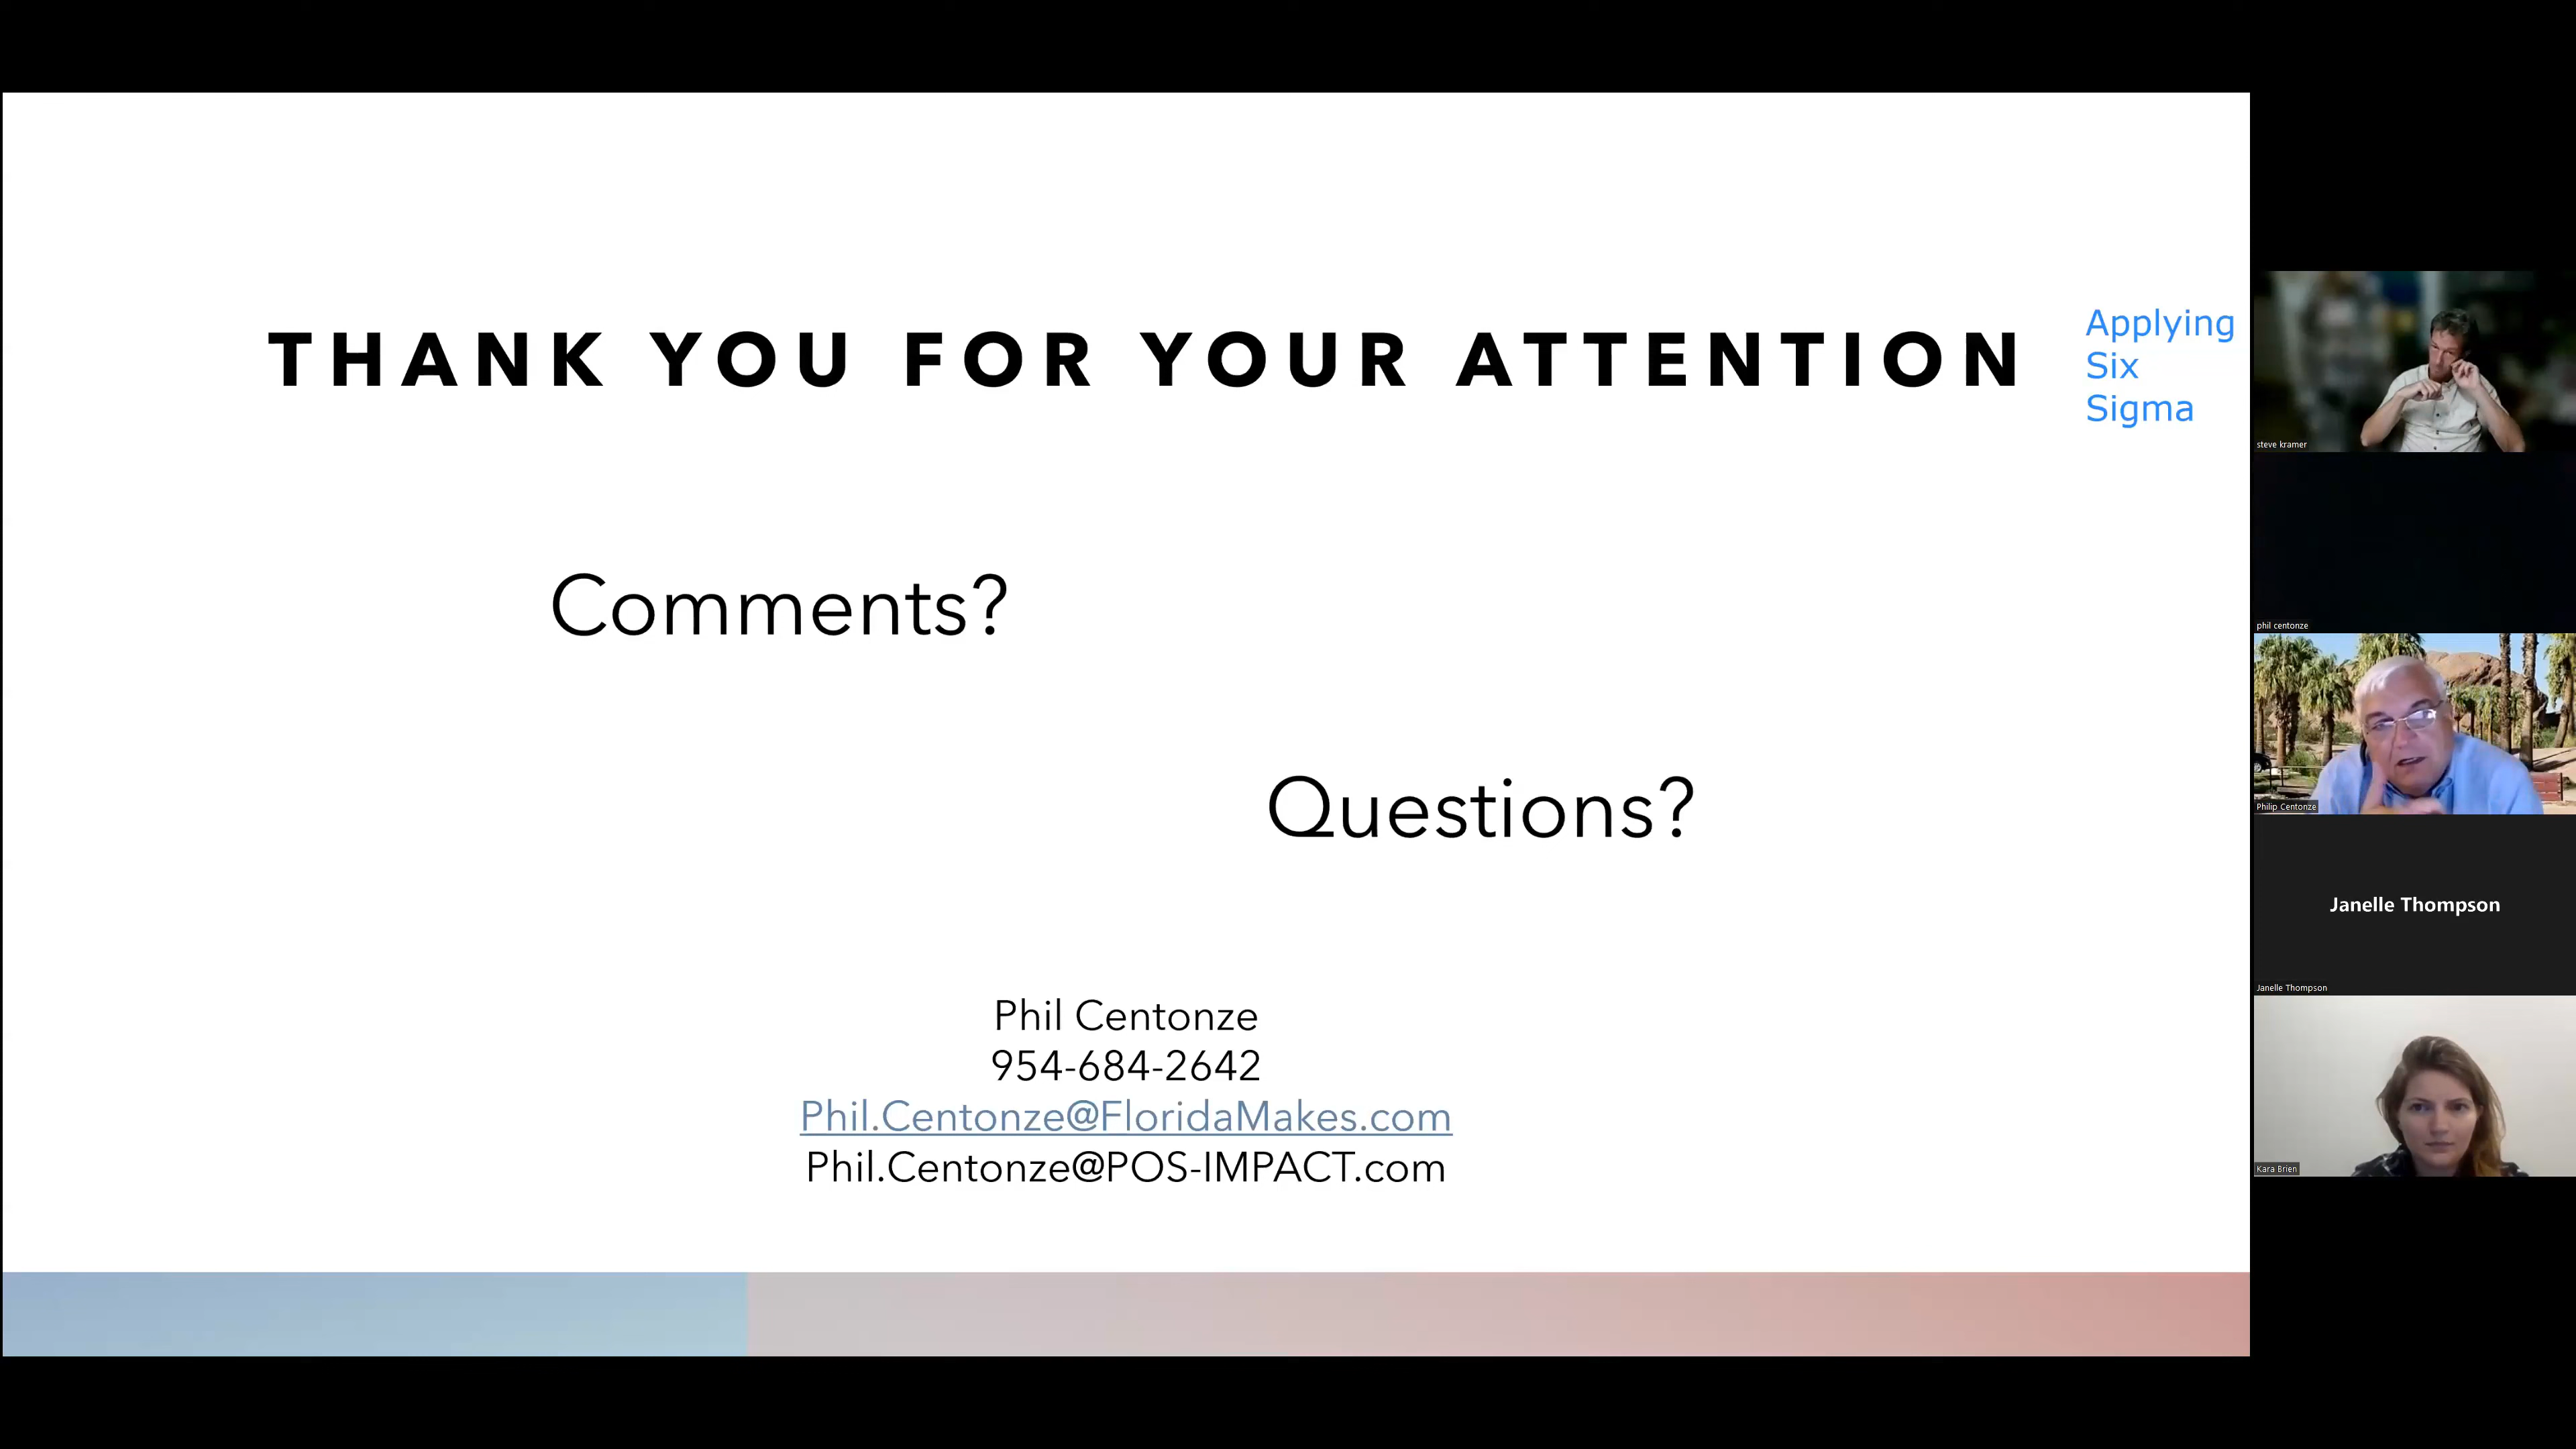 THANK YOU FOR YOUR ATTENTION
Applying
Six
Sigma
Comments?
Questions?
Phil Centonze
954-684-2642
Phil.Centonze@FloridaMakes.com
Phil.Centonze@POS-IMPACT.com
steve kramer
phil centonze
Philip Centonze
Janelle Thompson
Janelle Thompson
Kara Brien